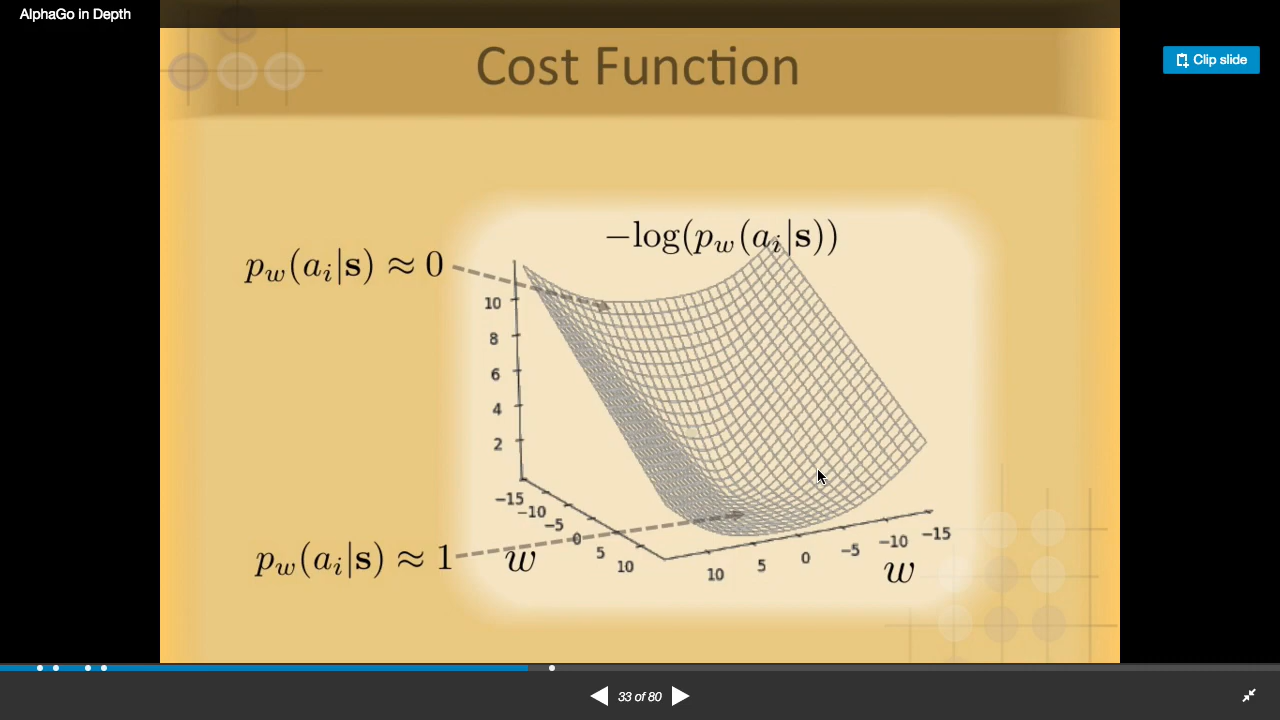 AlphaGo in Depth
Clip slide
Cost Function
−log(p_w(a_i|s))
p_w(a_i|s) ≈ 0
10
8
6
4
2
−15
−10
−5
0
5
10
w
10
5
0
−5
−10
−15
w
p_w(a_i|s) ≈ 1
33 of 80